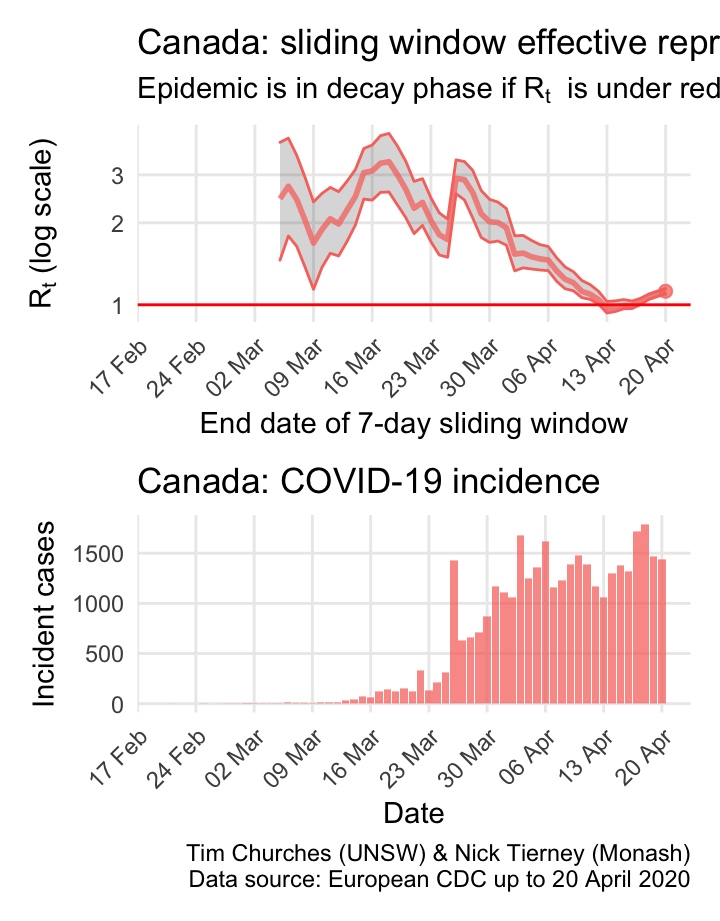 Canada: sliding window effective repr
Epidemic is in decay phase if Rt is under red
Rt (log scale)
3
2
1
17 Feb
24 Feb
02 Mar
09 Mar
16 Mar
23 Mar
30 Mar
06 Apr
13 Apr
20 Apr
End date of 7-day sliding window
Canada: COVID-19 incidence
Incident cases
1500
1000
500
0
17 Feb
24 Feb
02 Mar
09 Mar
16 Mar
23 Mar
30 Mar
06 Apr
13 Apr
20 Apr
Date
Tim Churches (UNSW) & Nick Tierney (Monash)
Data source: European CDC up to 20 April 2020